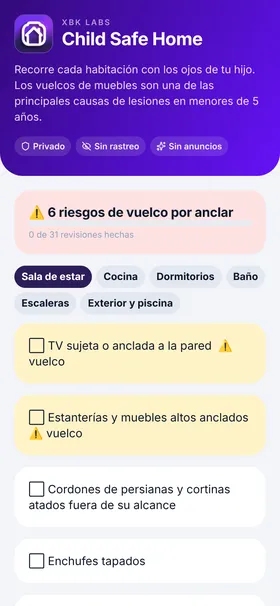 XBK LABS
Child Safe Home
Recorre cada habitación con los ojos de tu hijo.
Los vuelcos de muebles son una de las
principales causas de lesiones en menores de 5
años.
Privado Sin rastreo Sin anuncios
⚠️ 6 riesgos de vuelco por anclar
0 de 31 revisiones hechas
Sala de estar Cocina Dormitorios Baño
Escaleras Exterior y piscina
TV sujeta o anclada a la pared ⚠️
vuelco
Estanterías y muebles altos anclados
⚠️ vuelco
Cordones de persianas y cortinas
atados fuera de su alcance
Enchufes tapados